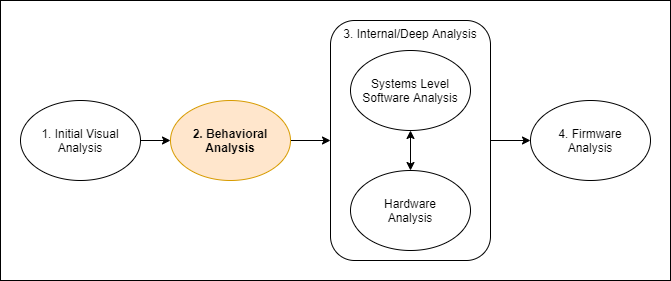 1. Initial Visual
Analysis
2. Behavioral
Analysis
3. Internal/Deep Analysis
Systems Level
Software Analysis
Hardware
Analysis
4. Firmware
Analysis